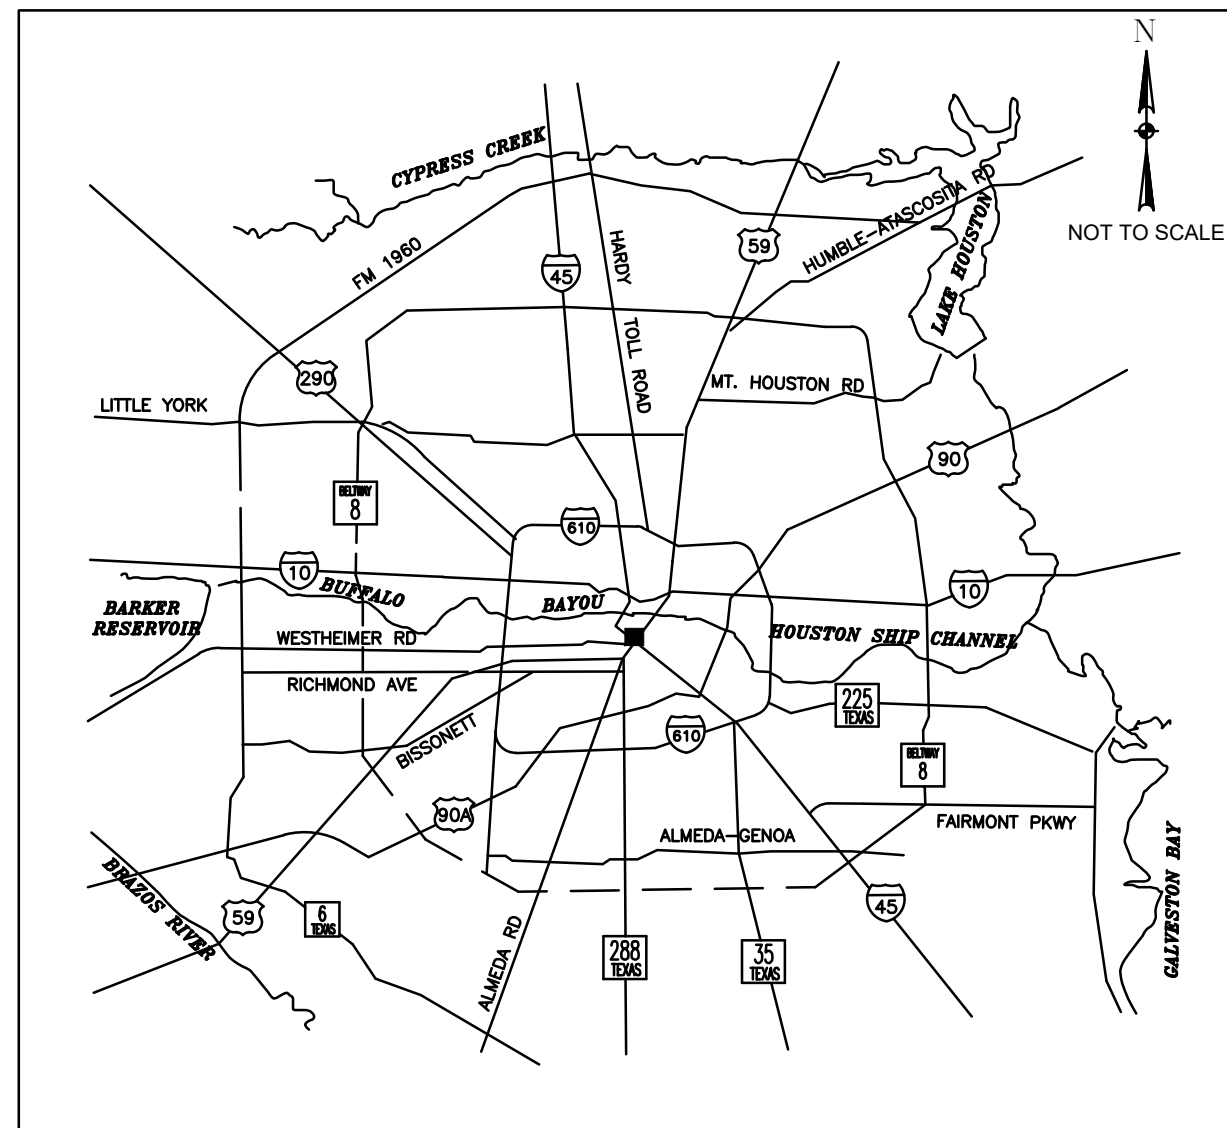 N
NOT TO SCALE
CYPRESS CREEK
HUMBLE-ATASCOSITA RD
LAKE HOUSTON
FM 1960
45
HARDY
TOLL ROAD
59
290
MT. HOUSTON RD
LITTLE YORK
90
BELTWAY
8
610
10
BUFFALO
BAYOU
10
BARKER
RESERVOIR
WESTHEIMER RD
HOUSTON SHIP CHANNEL
RICHMOND AVE
225
TEXAS
BISSONETT
610
BELTWAY
8
90A
ALMEDA-GENOA
FAIRMONT PKWY
BRAZOS RIVER
59
6
TEXAS
ALMEDA RD
288
TEXAS
35
TEXAS
45
GALVESTON BAY